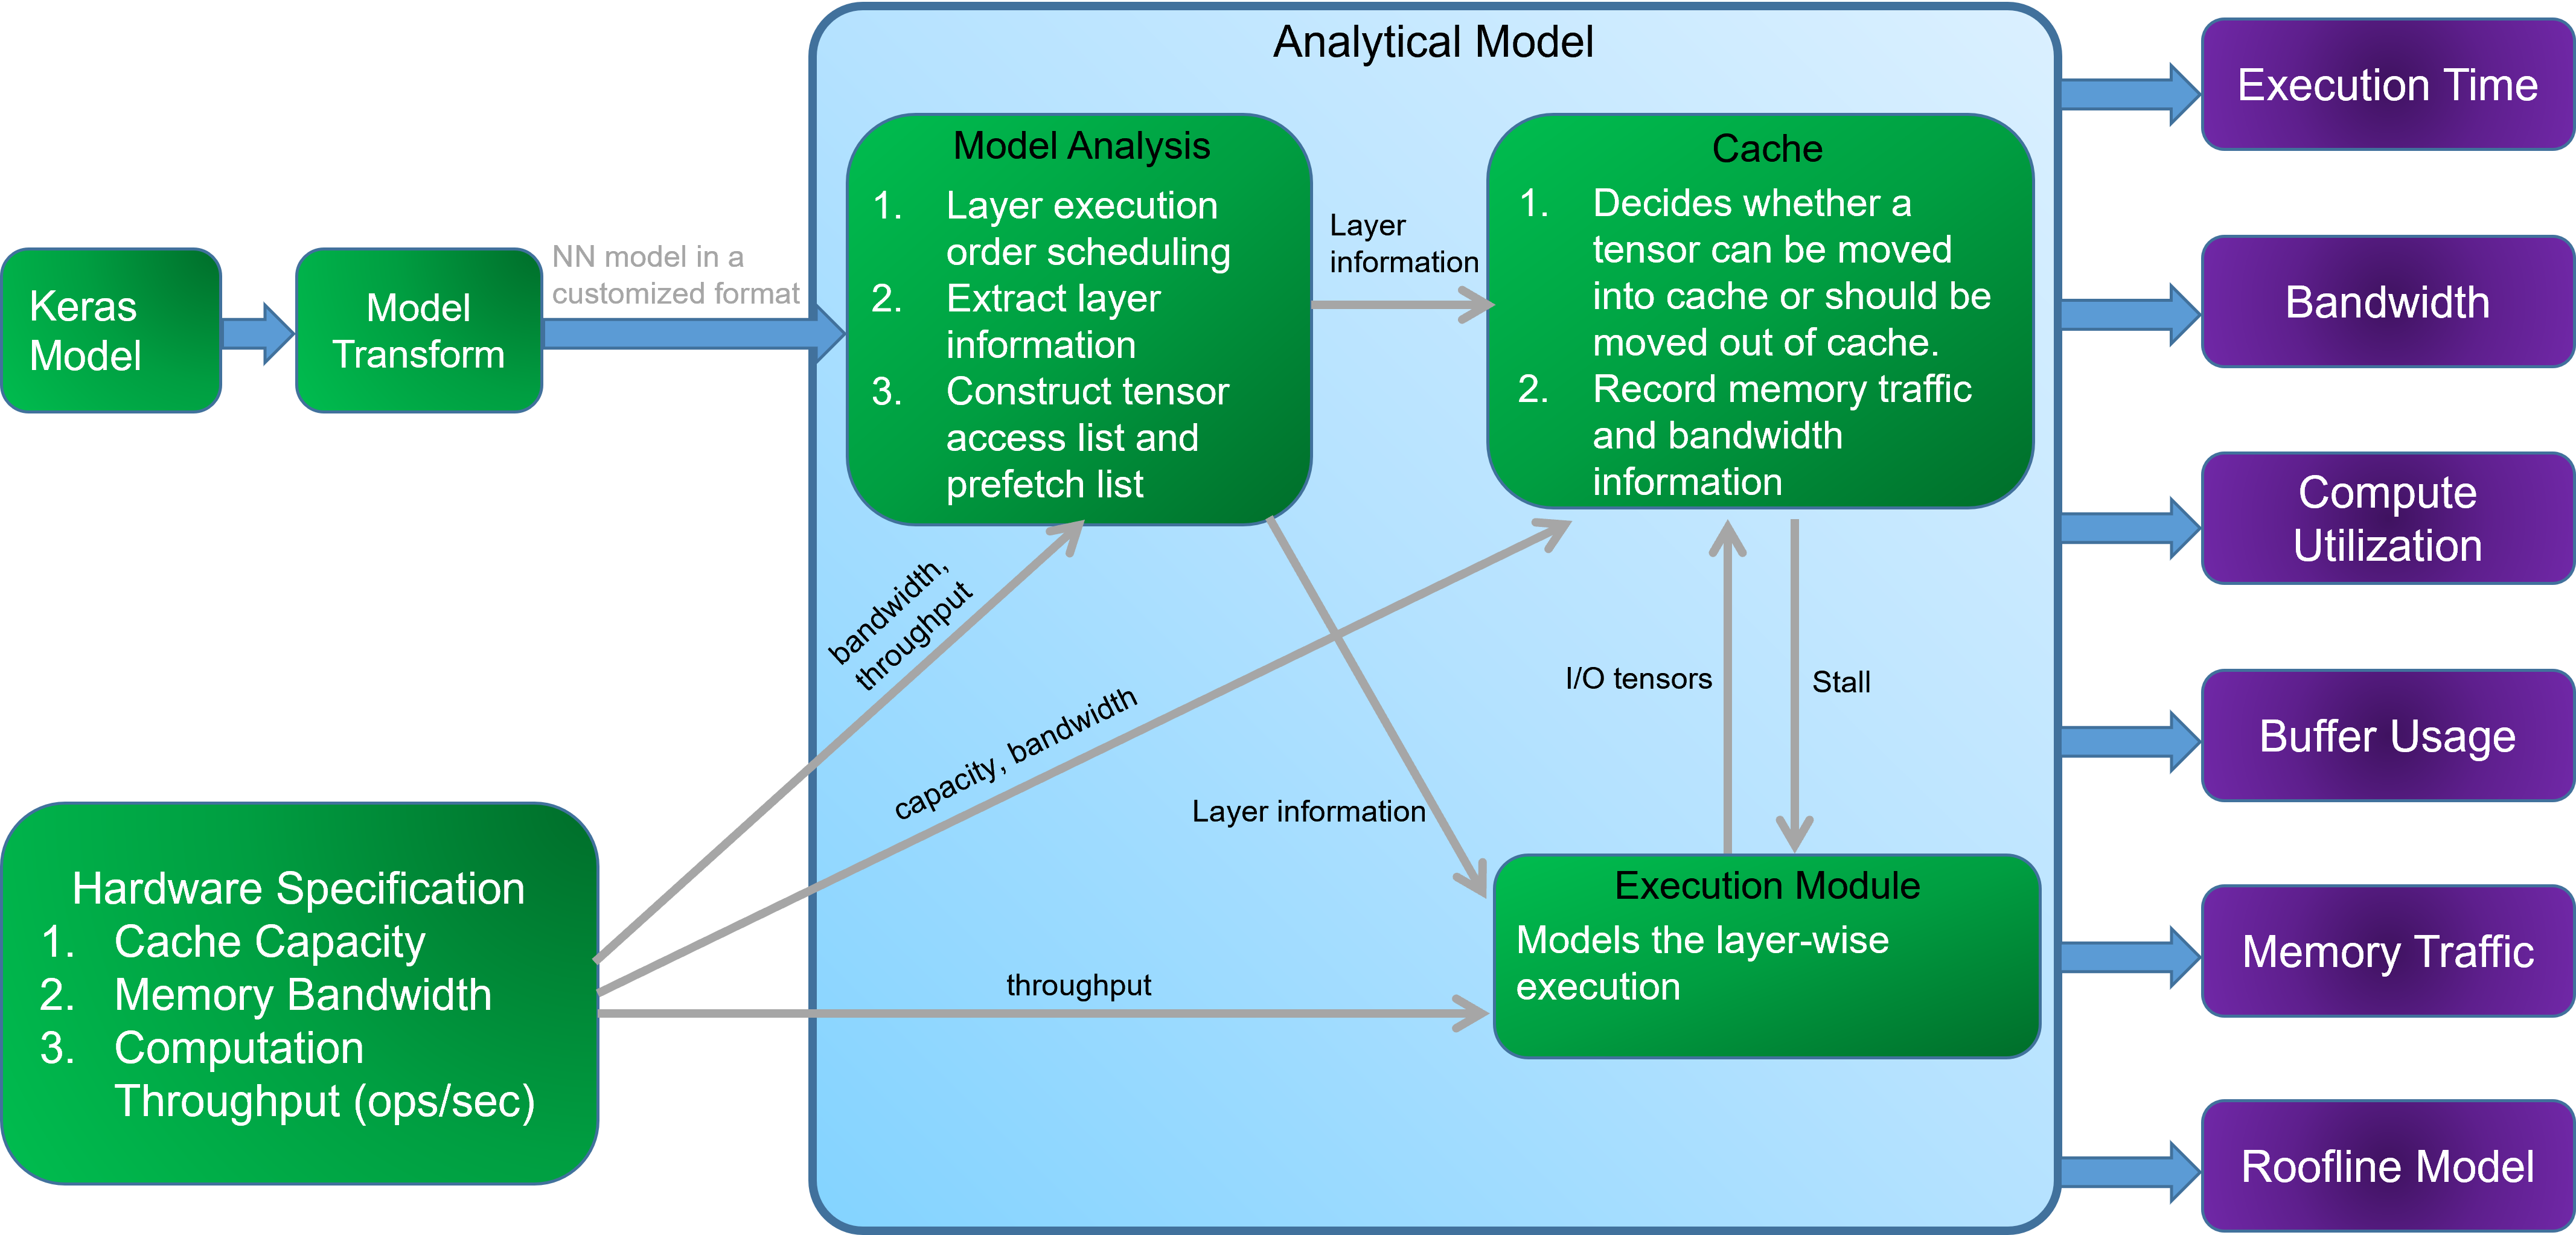 Analytical Model
Keras
Model
Model
Transform
NN model in a
customized format
Model Analysis
1. Layer execution
order scheduling
2. Extract layer
information
3. Construct tensor
access list and
prefetch list
Layer
information
Cache
1. Decides whether a
tensor can be moved
into cache or should be
moved out of cache.
2. Record memory traffic
and bandwidth
information
bandwidth,
throughput
capacity, bandwidth
Layer information
I/O tensors
Stall
throughput
Hardware Specification
1. Cache Capacity
2. Memory Bandwidth
3. Computation
Throughput (ops/sec)
Execution Module
Models the layer-wise
execution
Execution Time
Bandwidth
Compute
Utilization
Buffer Usage
Memory Traffic
Roofline Model